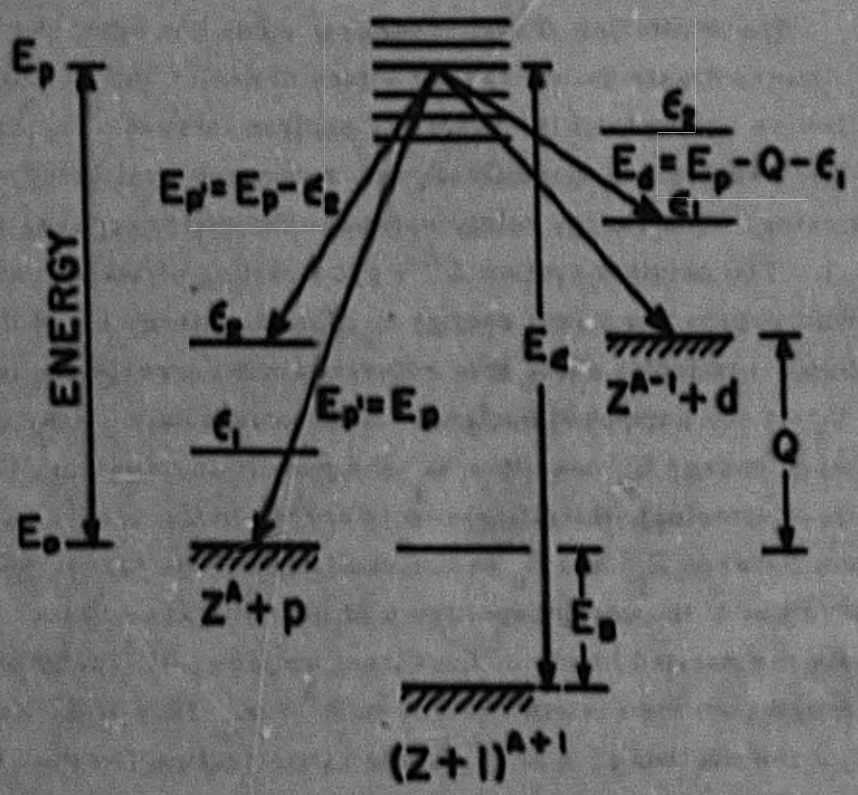 Ep
ε2
Ed = Ep - Q - ε1
ε1
Ep' = Ep - ε2
ENERGY
ε2
Ed
Z^A-1 + d
Ep' = Ep
ε1
Q
E0
Z^A + p
EB
(Z+1)^A+1